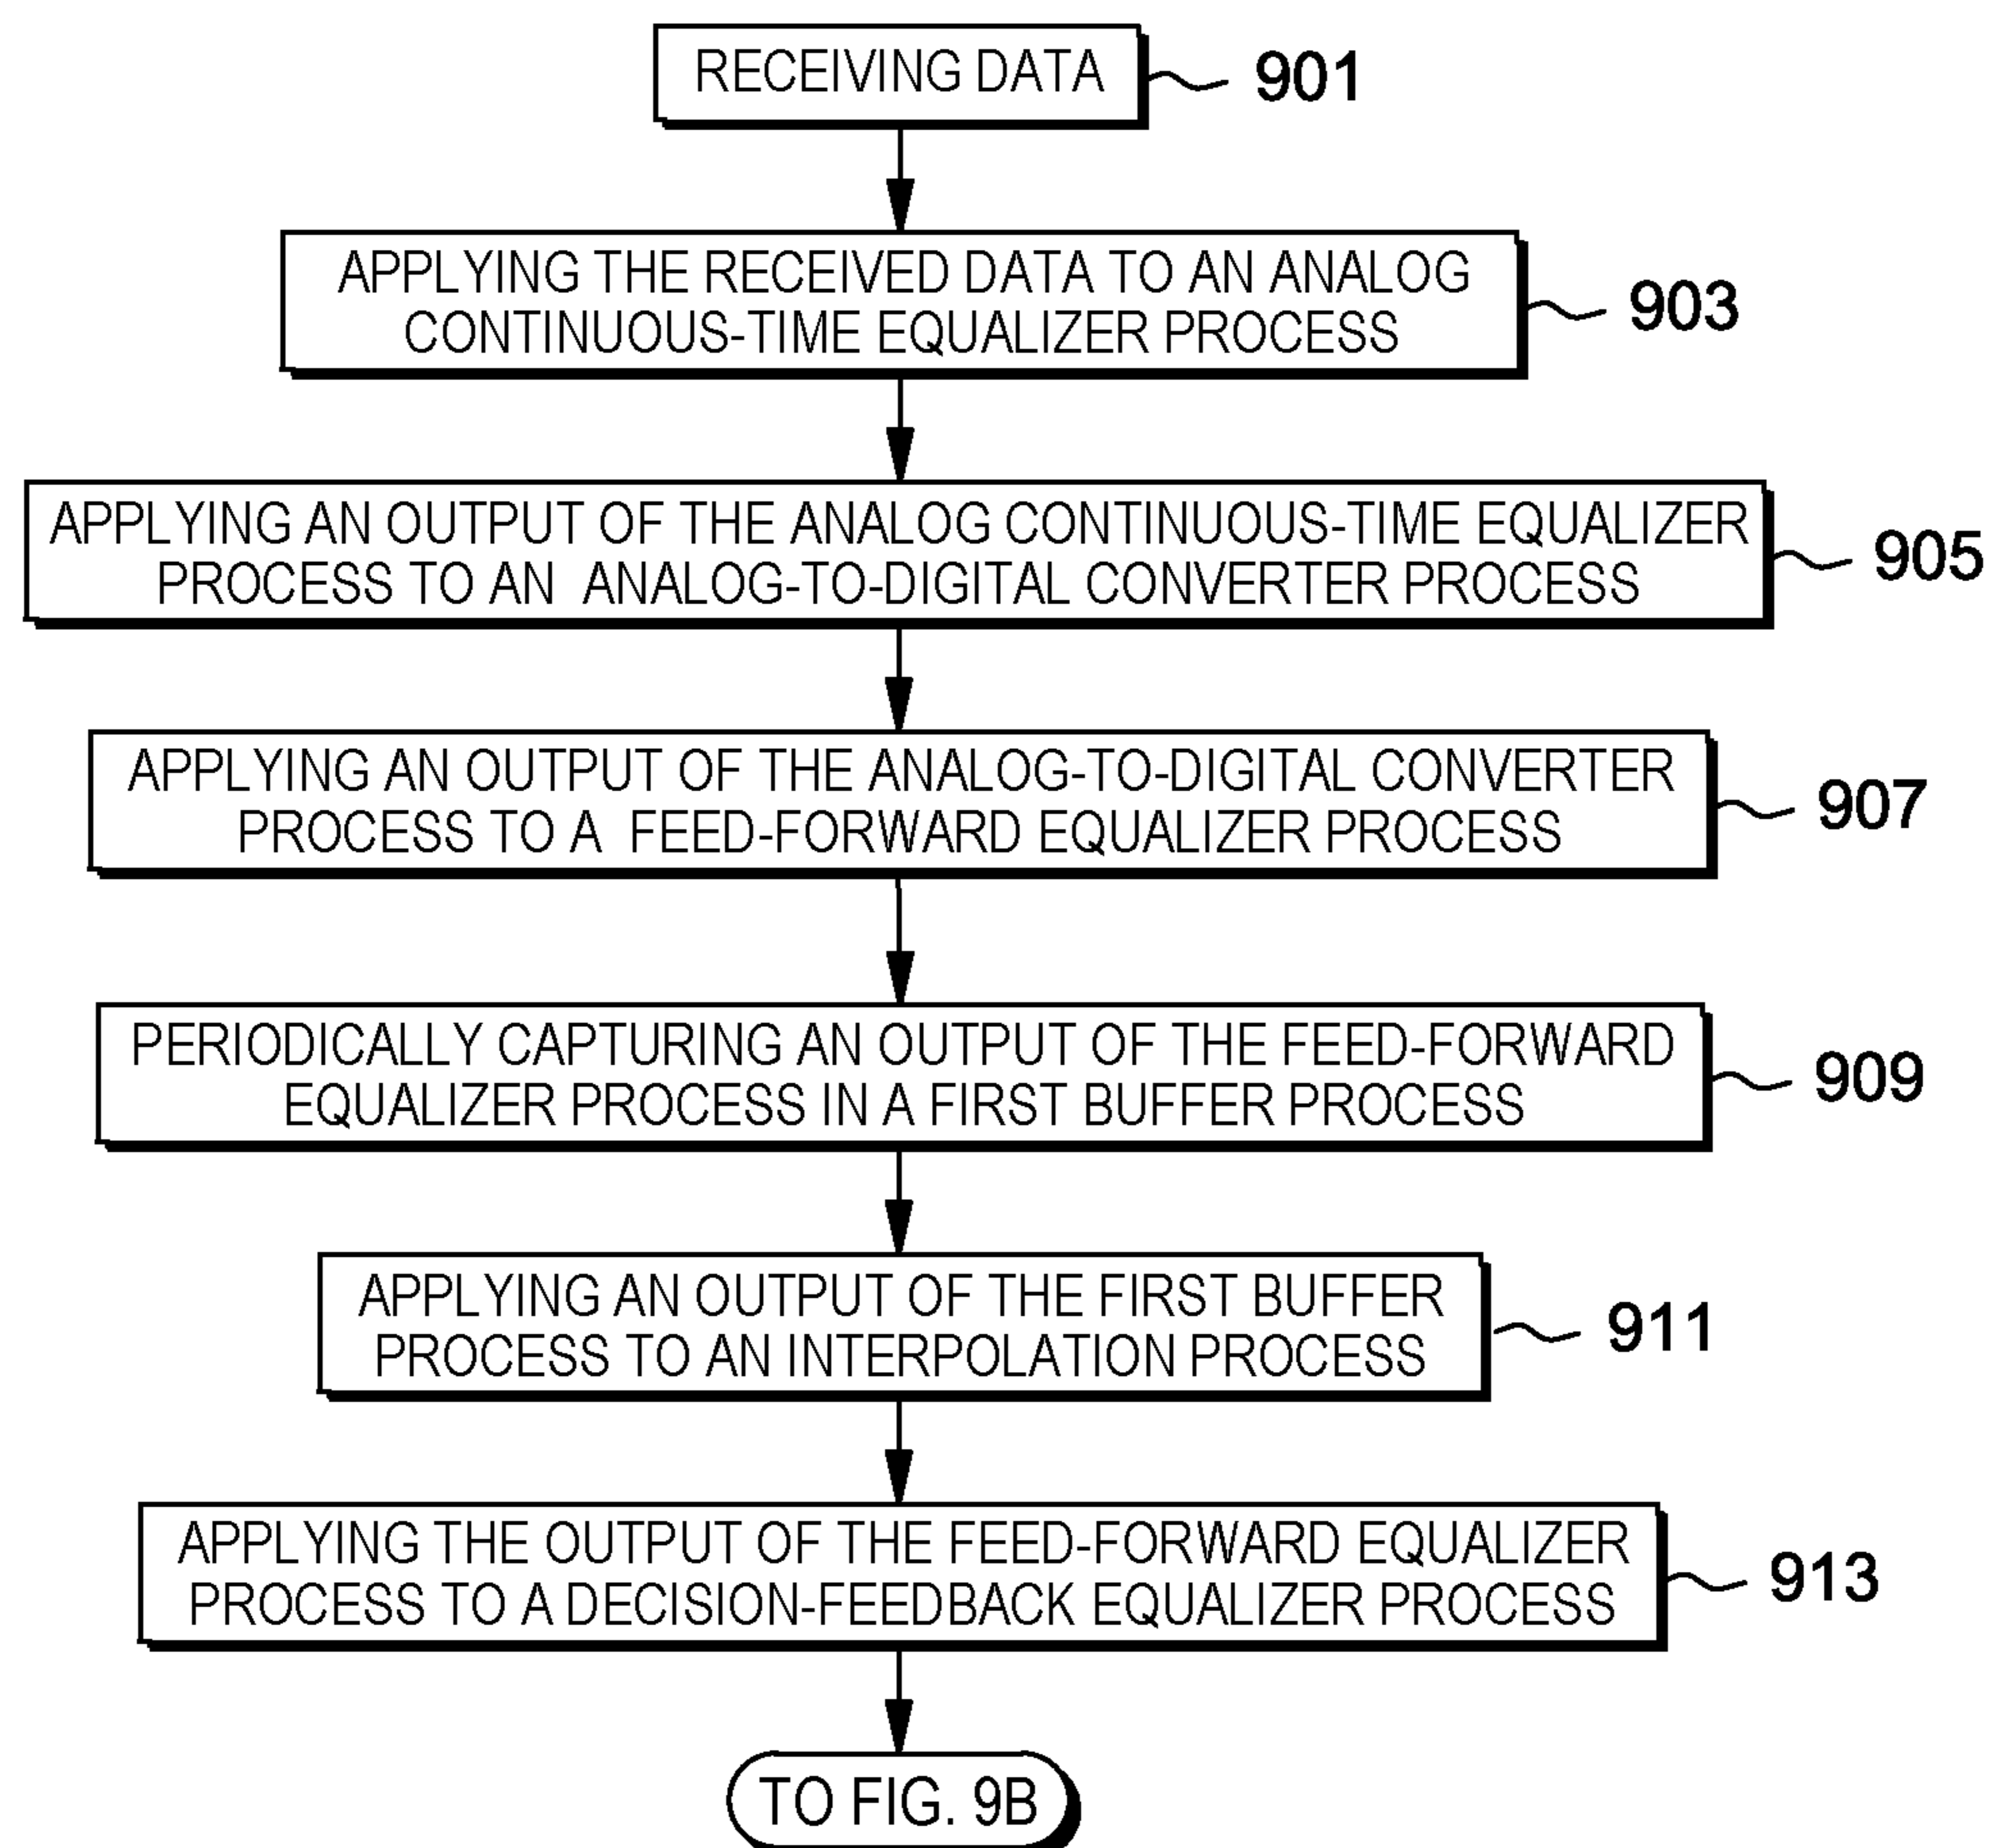 RECEIVING DATA
901
APPLYING THE RECEIVED DATA TO AN ANALOG
CONTINUOUS-TIME EQUALIZER PROCESS
903
APPLYING AN OUTPUT OF THE ANALOG CONTINUOUS-TIME EQUALIZER
PROCESS TO AN ANALOG-TO-DIGITAL CONVERTER PROCESS
905
APPLYING AN OUTPUT OF THE ANALOG-TO-DIGITAL CONVERTER
PROCESS TO A FEED-FORWARD EQUALIZER PROCESS
907
PERIODICALLY CAPTURING AN OUTPUT OF THE FEED-FORWARD
EQUALIZER PROCESS IN A FIRST BUFFER PROCESS
909
APPLYING AN OUTPUT OF THE FIRST BUFFER
PROCESS TO AN INTERPOLATION PROCESS
911
APPLYING THE OUTPUT OF THE FEED-FORWARD EQUALIZER
PROCESS TO A DECISION-FEEDBACK EQUALIZER PROCESS
913
TO FIG. 9B